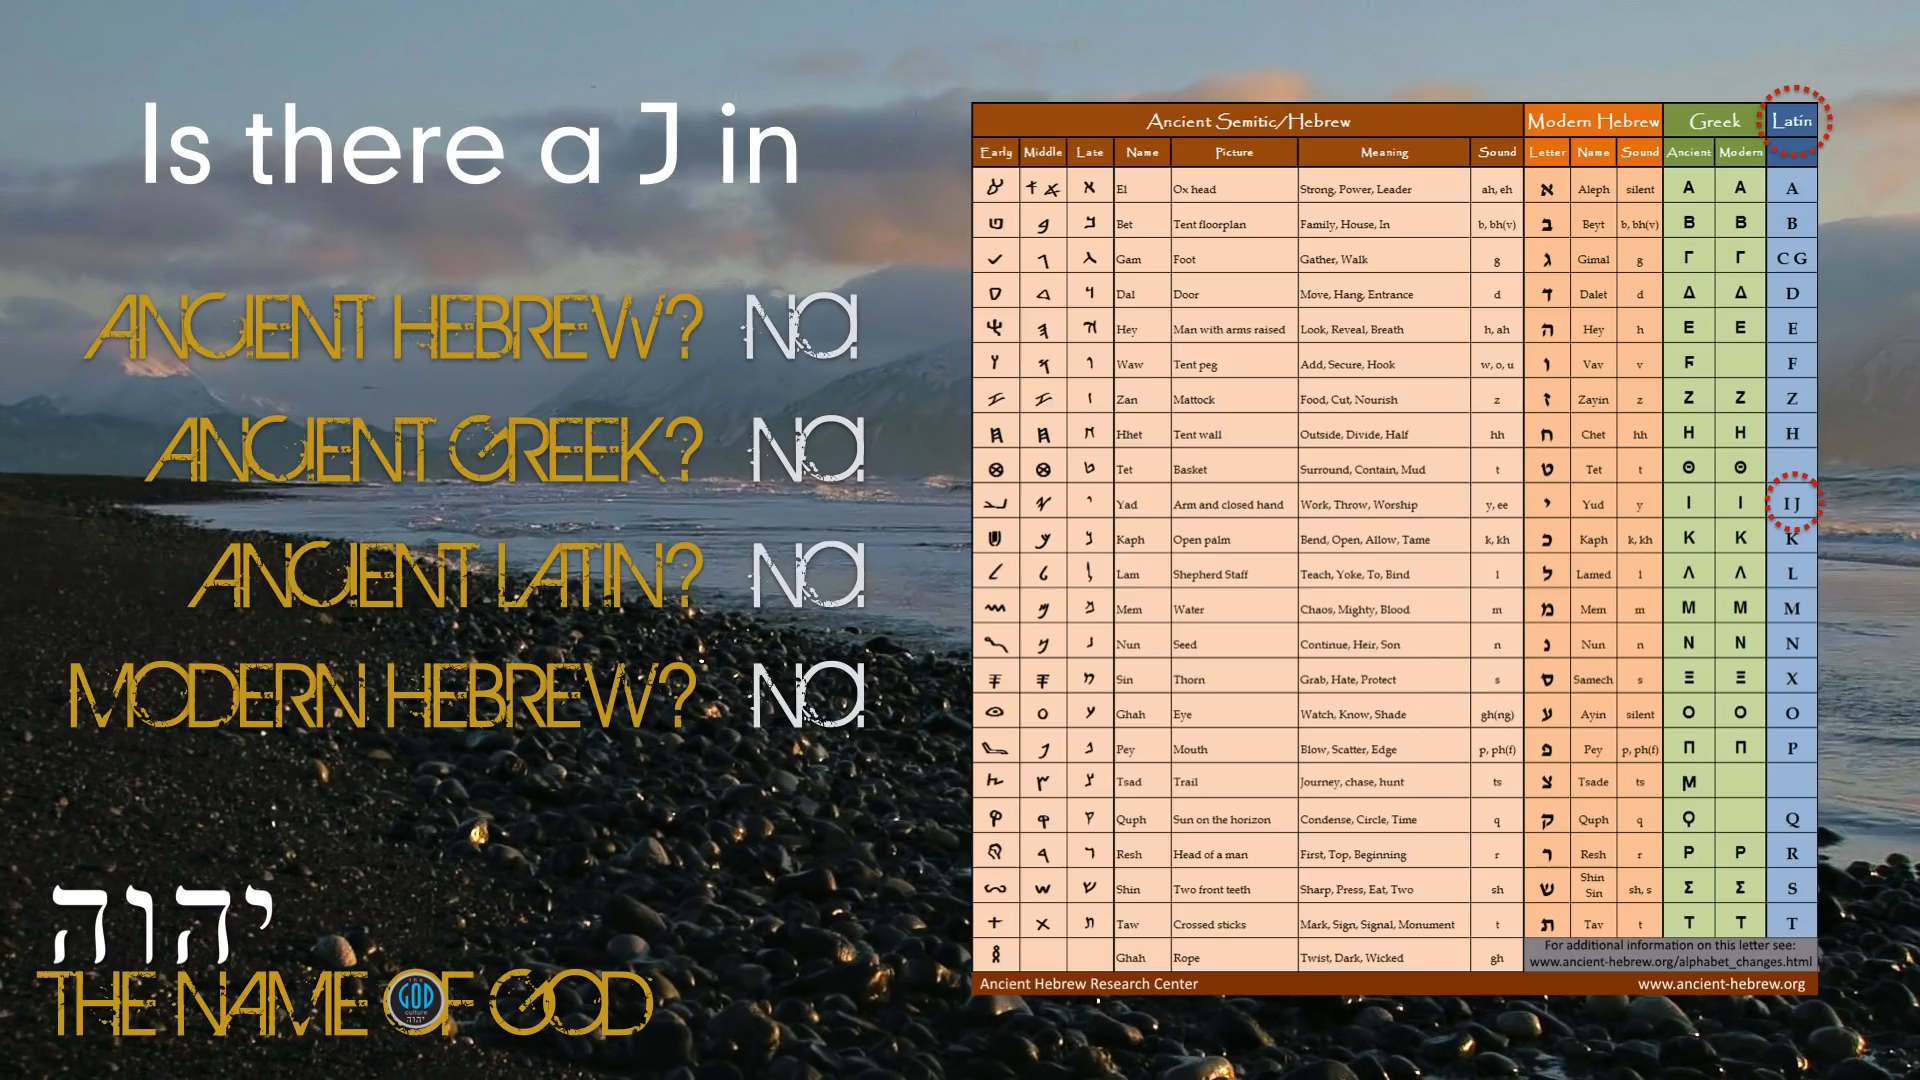 Is there a J in
ANCIENT HEBREW? NO!
ANCIENT GREEK? NO!
ANCIENT LATIN? NO!
MODERN HEBREW? NO!
יהוה
THE NAME OF GOD
GOD
culture
יהוה
Ancient Semitic/Hebrew Modern Hebrew Greek Latin
Early Middle Late Name Picture Meaning Sound Letter Name Sound Ancient Modern
El Ox head Strong, Power, Leader ah, eh א Aleph silent Α Α A
Bet Tent floorplan Family, House, In b, bh(v) ב Beyt b, bh(v) Β Β B
Gam Foot Gather, Walk g ג Gimal g Γ Γ C G
Dal Door Move, Hang, Entrance d ד Dalet d Δ Δ D
Hey Man with arms raised Look, Reveal, Breath h, ah ה Hey h Ε Ε E
Waw Tent peg Add, Secure, Hook w, o, u ו Vav v F F
Zan Mattock Food, Cut, Nourish z ז Zayin z Ζ Ζ Z
Hhet Tent wall Outside, Divide, Half hh ח Chet hh Η Η H
Tet Basket Surround, Contain, Mud t ט Tet t Θ Θ
Yad Arm and closed hand Work, Throw, Worship y, ee י Yud y Ι Ι I J
Kaph Open palm Bend, Open, Allow, Tame k, kh כ Kaph k, kh Κ Κ K
Lam Shepherd Staff Teach, Yoke, To, Bind l ל Lamed l Λ Λ L
Mem Water Chaos, Mighty, Blood m מ Mem m Μ Μ M
Nun Seed Continue, Heir, Son n נ Nun n Ν Ν N
Sin Thorn Grab, Hate, Protect s ס Samech s Ξ Ξ X
Ghah Eye Watch, Know, Shade gh(ng) ע Ayin silent Ο Ο O
Pey Mouth Blow, Scatter, Edge p, ph(f) פ Pey p, ph(f) Π Π P
Tsad Trail Journey, chase, hunt ts צ Tsade ts Μ
Quph Sun on the horizon Condense, Circle, Time q ק Quph q Ϙ Q
Resh Head of a man First, Top, Beginning r ר Resh r Ρ Ρ R
Shin Two front teeth Sharp, Press, Eat, Two sh ש Shin Sin sh, s Σ Σ S
Taw Crossed sticks Mark, Sign, Signal, Monument t ת Tav t Τ Τ T
Ghah Rope Twist, Dark, Wicked gh
For additional information on this letter see:
www.ancient-hebrew.org/alphabet_changes.html
Ancient Hebrew Research Center www.ancient-hebrew.org